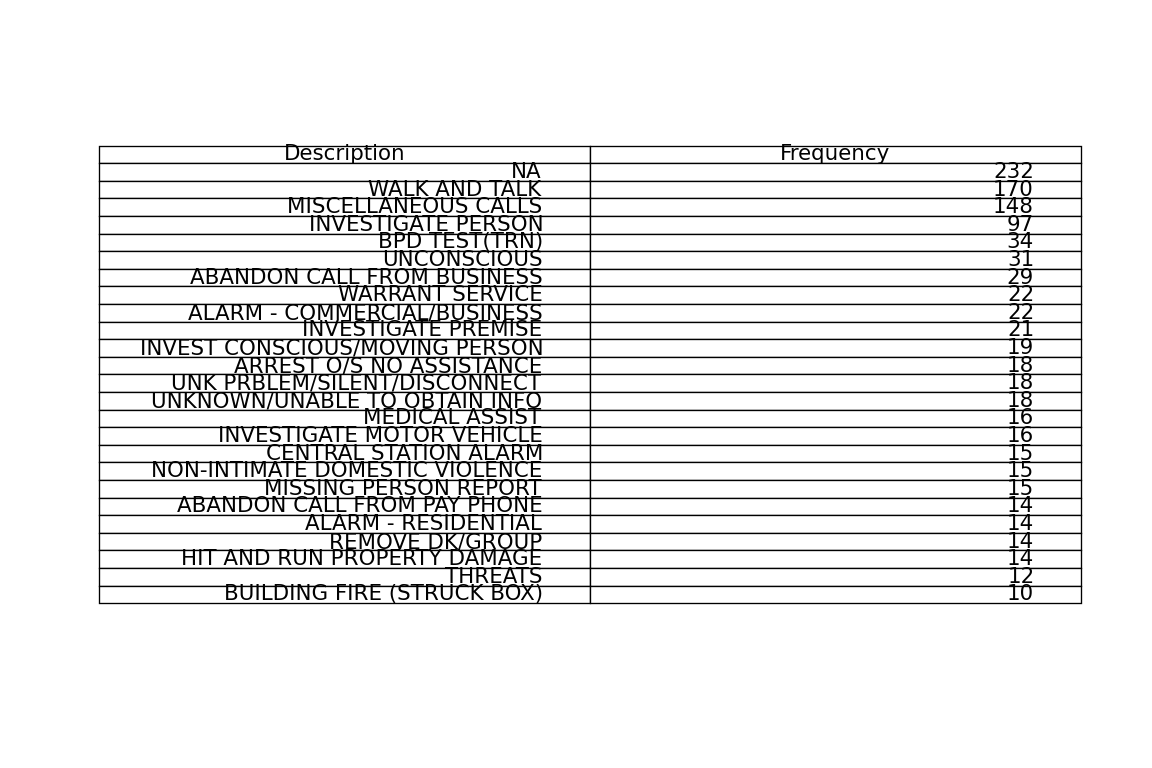 Description Frequency
NA 232
WALK AND TALK 170
MISCELLANEOUS CALLS 148
INVESTIGATE PERSON 97
BPD TEST(TRN) 34
UNCONSCIOUS 31
ABANDON CALL FROM BUSINESS 29
WARRANT SERVICE 22
ALARM - COMMERCIAL/BUSINESS 22
INVESTIGATE PREMISE 21
INVEST CONSCIOUS/MOVING PERSON 19
ARREST O/S NO ASSISTANCE 18
UNK PRBLEM/SILENT/DISCONNECT 18
UNKNOWN/UNABLE TO OBTAIN INFO 18
MEDICAL ASSIST 16
INVESTIGATE MOTOR VEHICLE 16
CENTRAL STATION ALARM 15
NON-INTIMATE DOMESTIC VIOLENCE 15
MISSING PERSON REPORT 15
ABANDON CALL FROM PAY PHONE 14
ALARM - RESIDENTIAL 14
REMOVE DK/GROUP 14
HIT AND RUN PROPERTY DAMAGE 14
THREATS 12
BUILDING FIRE (STRUCK BOX) 10